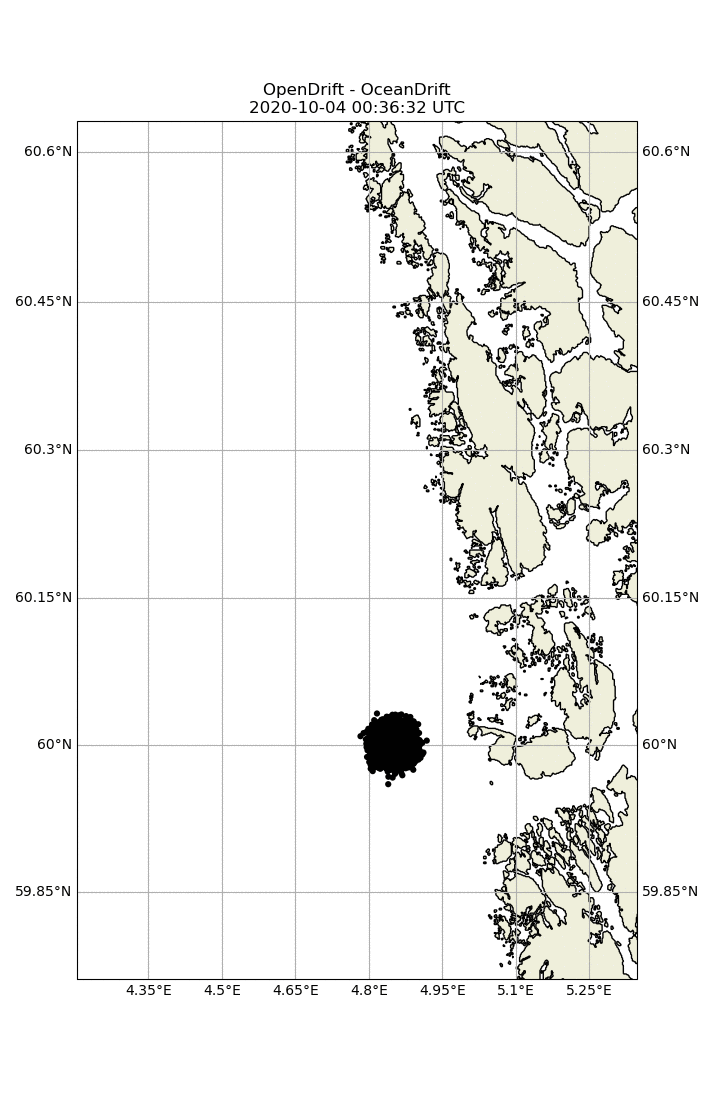 OpenDrift - OceanDrift
2020-10-04 00:36:32 UTC
60.6°N 60.6°N
60.45°N 60.45°N
60.3°N 60.3°N
60.15°N 60.15°N
60°N 60°N
59.85°N 59.85°N
4.35°E 4.5°E 4.65°E 4.8°E 4.95°E 5.1°E 5.25°E